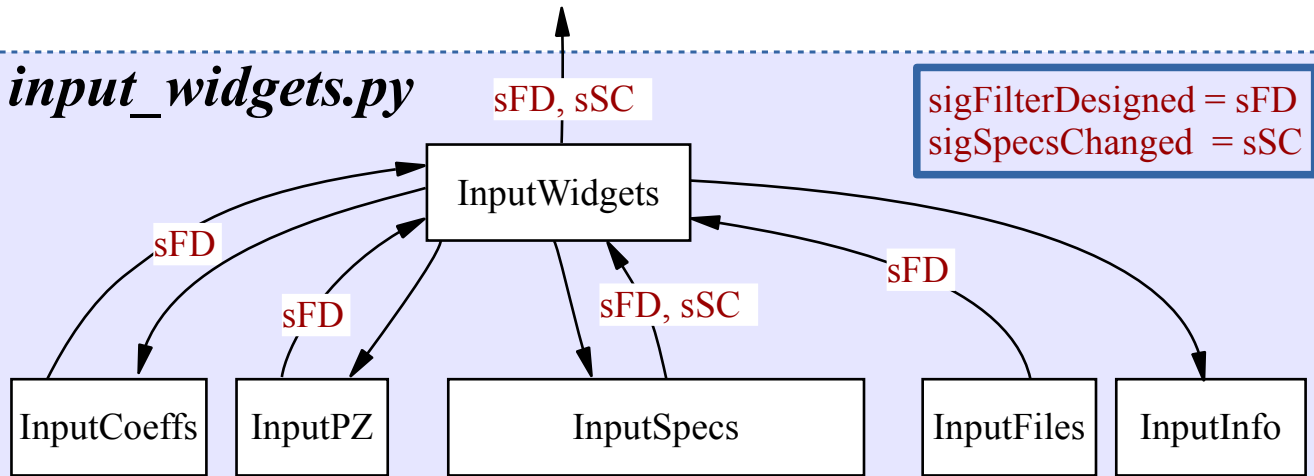 input_widgets.py
sFD, sSC
sigFilterDesigned = sFD
sigSpecsChanged = sSC
InputWidgets
sFD
sFD
sFD, sSC
sFD
InputCoeffs
InputPZ
InputSpecs
InputFiles
InputInfo